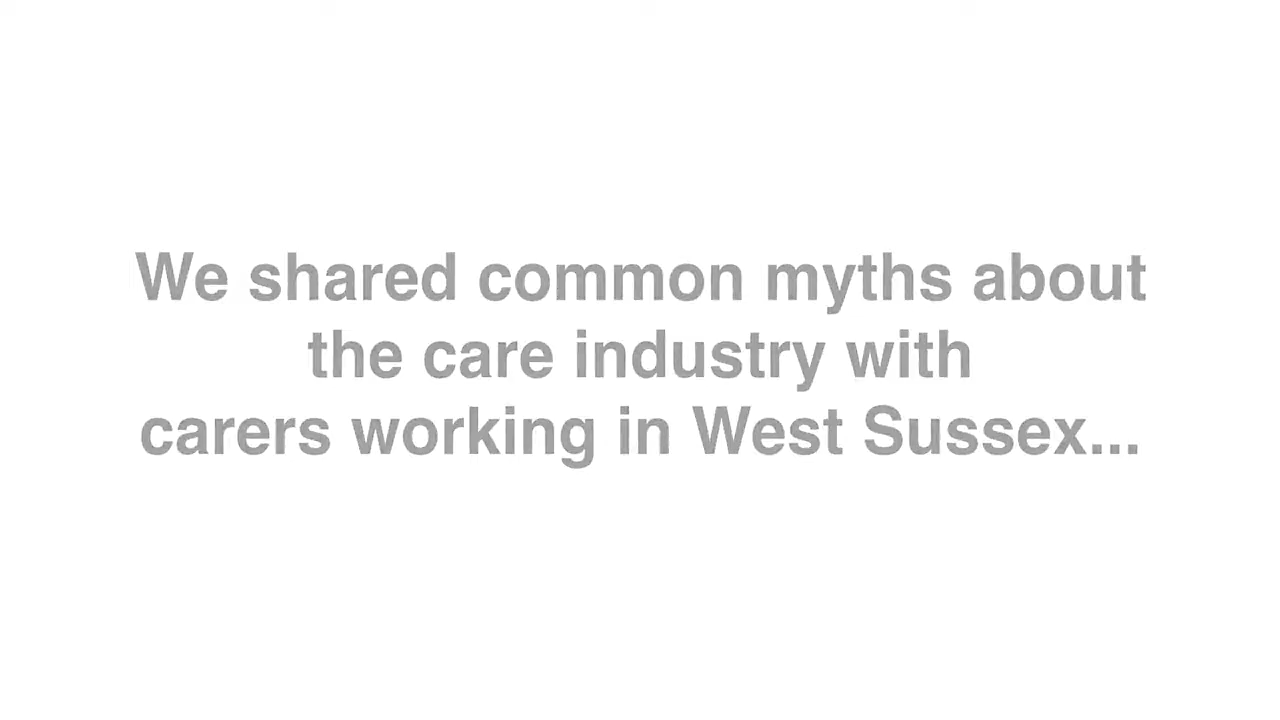 We shared common myths about
the care industry with
carers working in West Sussex...